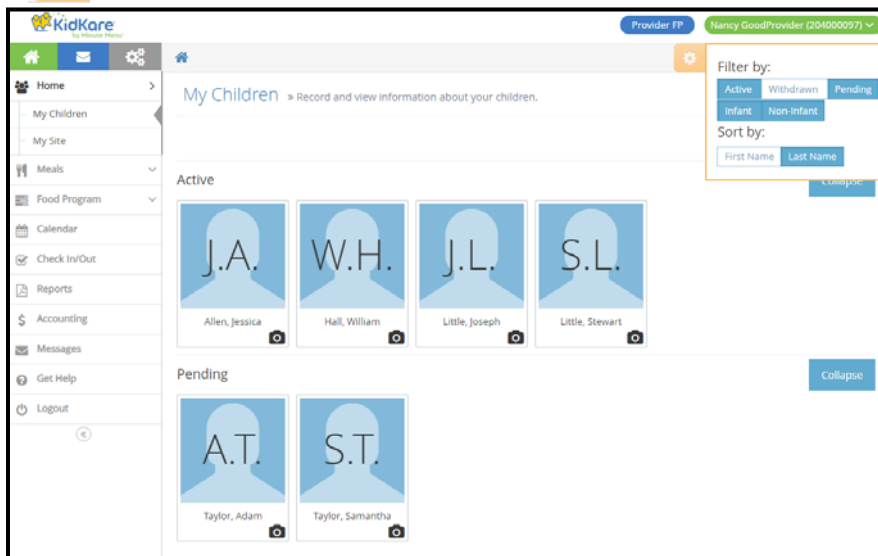 KidKare
by Minute Menu
Provider FP
Nancy GoodProvider (204000097)
Home
My Children
My Site
Meals
Food Program
Calendar
Check In/Out
Reports
Accounting
Messages
Get Help
Logout
My Children » Record and view information about your children.
Filter by:
Active Withdrawn Pending
Infant Non-Infant
Sort by:
First Name Last Name
Active
Collapse
J.A. W.H. J.L. S.L.
Allen, Jessica Hall, William Little, Joseph Little, Stewart
Pending
Collapse
A.T. S.T.
Taylor, Adam Taylor, Samantha